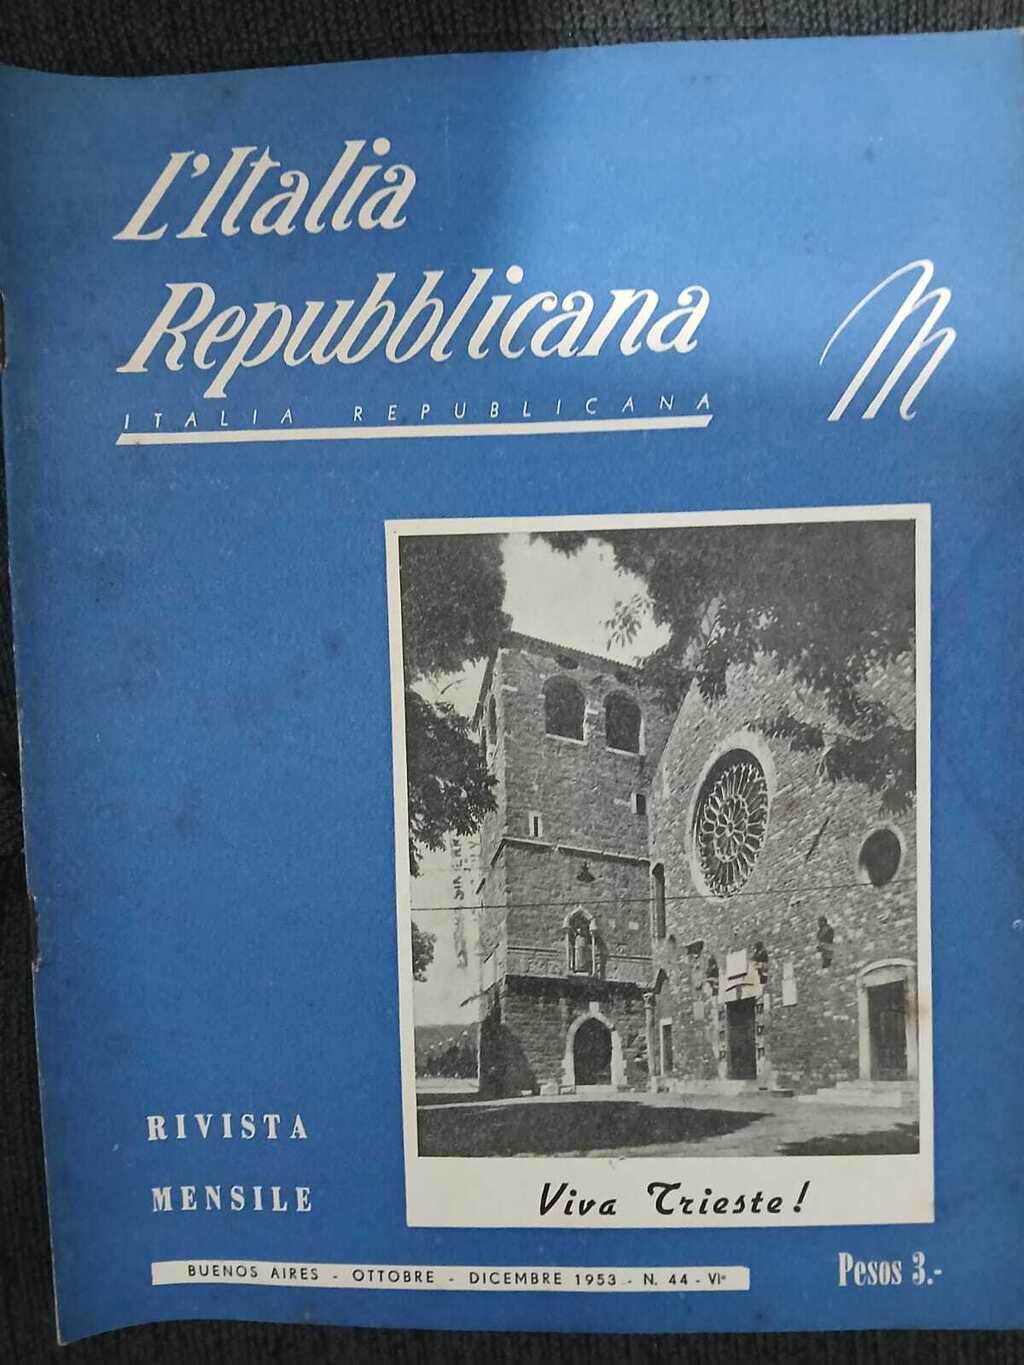 L'Italia
Repubblicana
ITALIA REPUBLICANA
M
Viva Trieste!
RIVISTA
MENSILE
BUENOS AIRES - OTTOBRE - DICEMBRE 1953 - N. 44 - VIº
Pesos 3.-